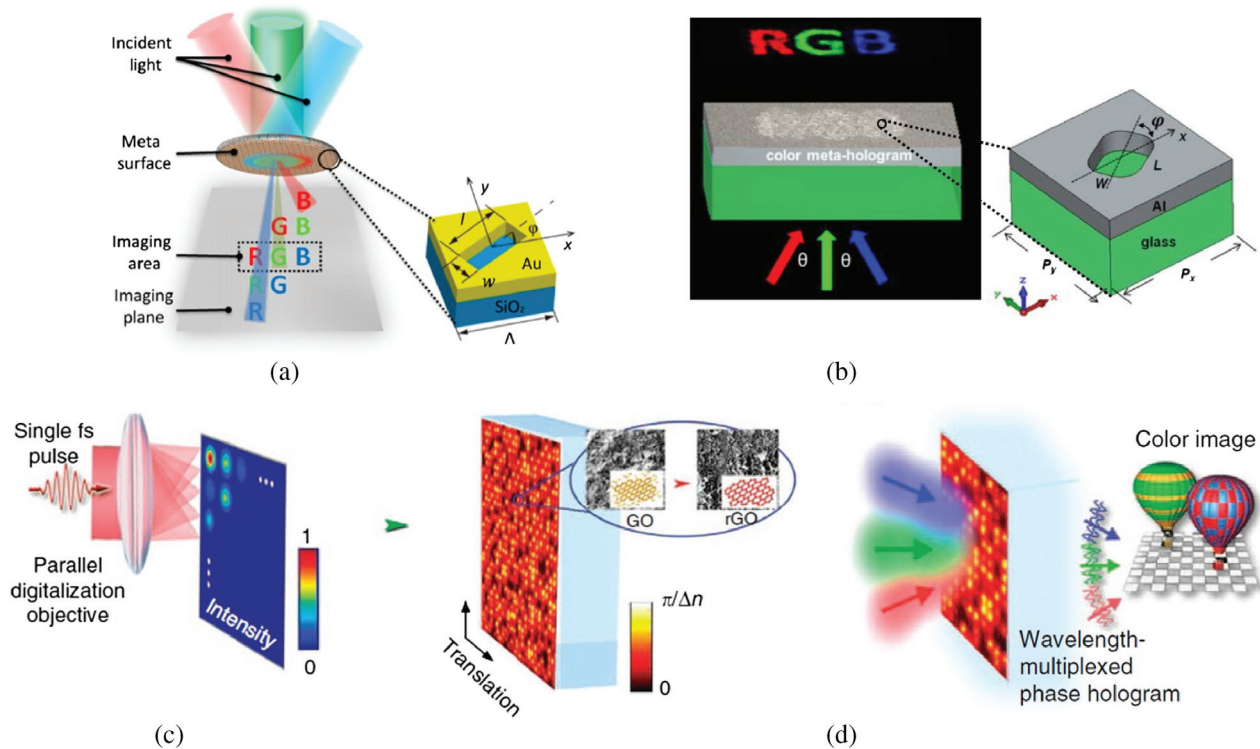 Incident
light
Meta
surface
Imaging
area
Imaging
plane
B
G B
R G B
R G
R
y
l
φ
x
w
Au
SiO₂
Λ
(a)
RGB
color meta-hologram
θ θ
φ
x
L
W
Al
glass
Py
Px
z
y
x
(b)
Single fs
pulse
Parallel
digitalization
objective
Intensity
1
0
(c)
GO
rGO
Translation
π/Δn
0
Color image
Wavelength-
multiplexed
phase hologram
(d)